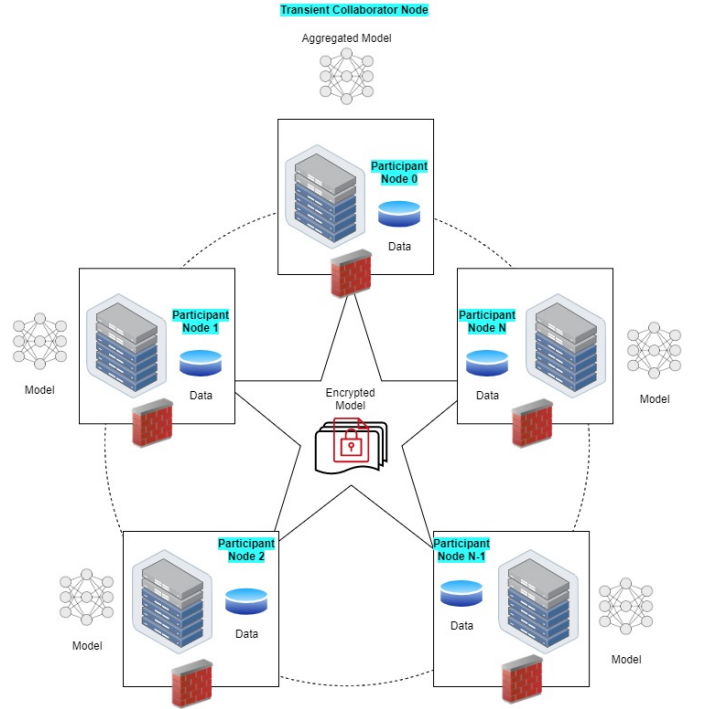 Transient Collaborator Node
Aggregated Model
Participant
Node 0
Data
Participant
Node 1
Data
Model
Participant
Node N
Data
Model
Encrypted
Model
Participant
Node 2
Data
Model
Participant
Node N-1
Data
Model